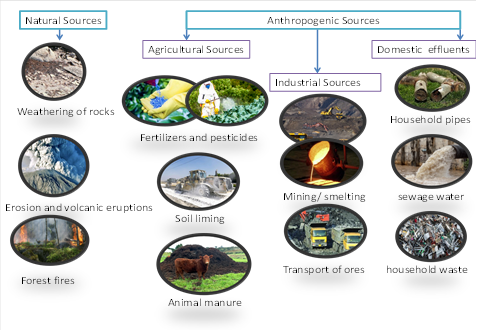 Natural Sources
Anthropogenic Sources
Agricultural Sources
Domestic effluents
Industrial Sources
Weathering of rocks
Fertilizers and pesticides
Household pipes
Mining/ smelting
Erosion and volcanic eruptions
Soil liming
sewage water
Forest fires
Animal manure
Transport of ores
household waste